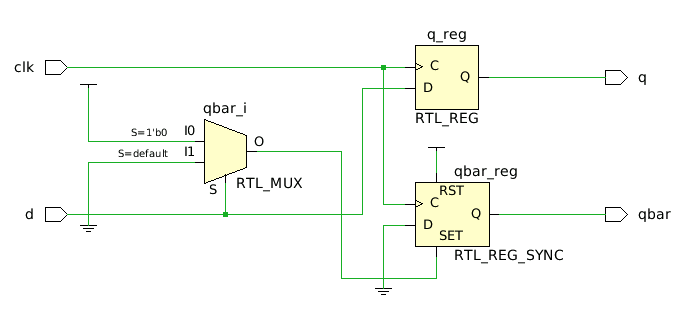 q_reg
clk
C
Q
q
D
qbar_i
RTL_REG
S=1'b0
I0
O
S=default
I1
qbar_reg
S
RTL_MUX
RST
C
d
Q
qbar
D
SET
RTL_REG_SYNC